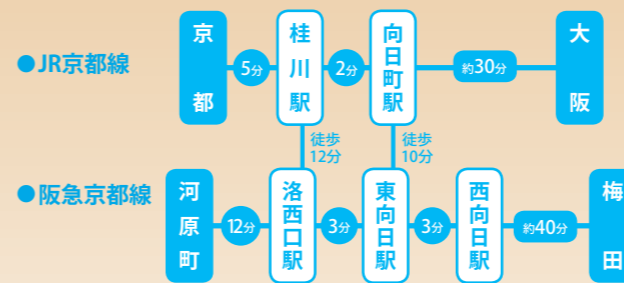 ●JR京都線
京都
5分
桂川駅
2分
向日町駅
約30分
大阪
徒歩
12分
徒歩
10分
●阪急京都線
河原町
12分
洛西口駅
3分
東向日駅
3分
西向日駅
約40分
梅田